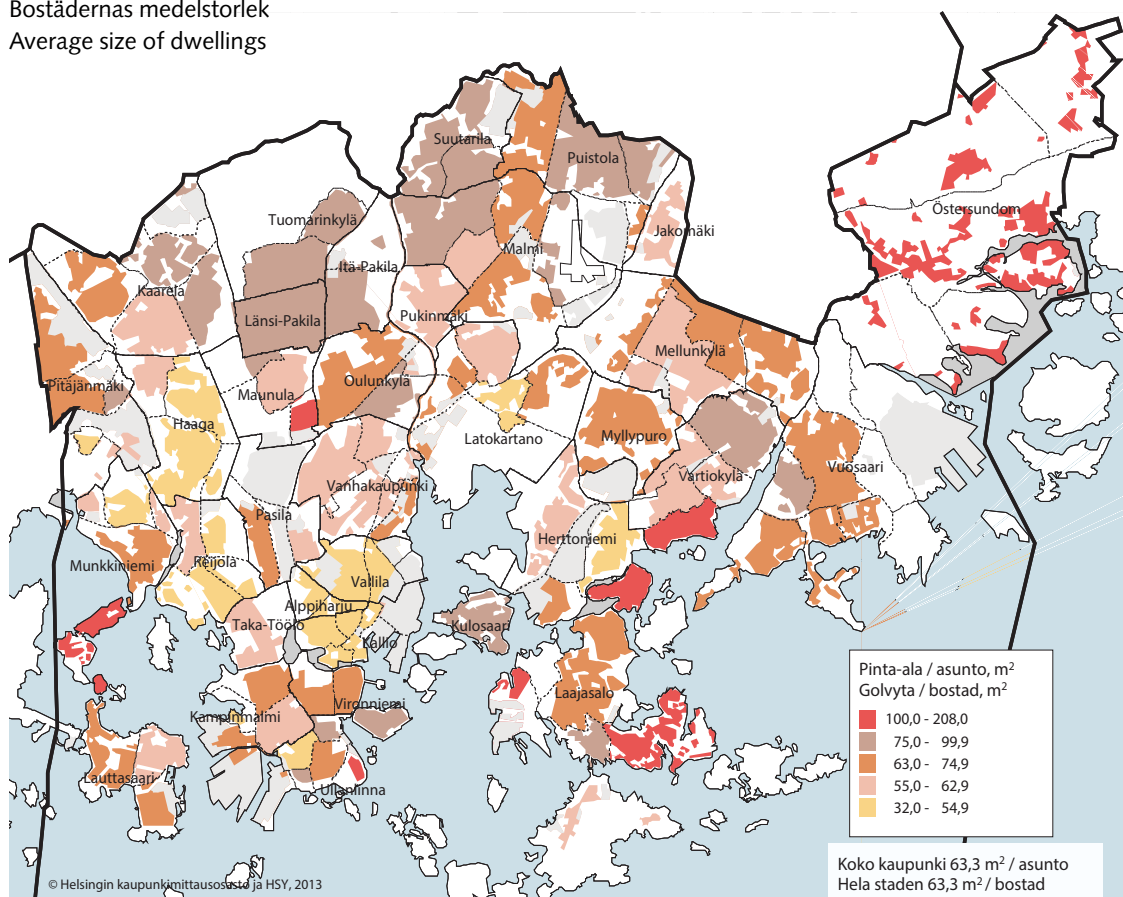 Bostädernas medelstorlek
Average size of dwellings
Suutarila
Puistola
Tuomarinkylä
Östersundom
Jakomäki
Malmi
Itä-Pakila
Kaarela
Länsi-Pakila
Pukinmäki
Mellunkylä
Pitäjänmäki
Maunula
Oulunkylä
Haaga
Latokartano
Myllypuro
Vuosaari
Vartiokylä
Vanhakaupunki
Pasila
Herttoniemi
Munkkiniemi
Reijola
Vallila
Alppiharju
Taka-Töölö
Kulosaari
Kallio
Laajasalo
Vironniemi
Kampinmalmi
Lauttasaari
Ullanlinna
Pinta-ala / asunto, m²
Golvyta / bostad, m²
100,0 - 208,0
75,0 - 99,9
63,0 - 74,9
55,0 - 62,9
32,0 - 54,9
Koko kaupunki 63,3 m² / asunto
Hela staden 63,3 m² / bostad
© Helsingin kaupunkimittausosasto ja HSY, 2013